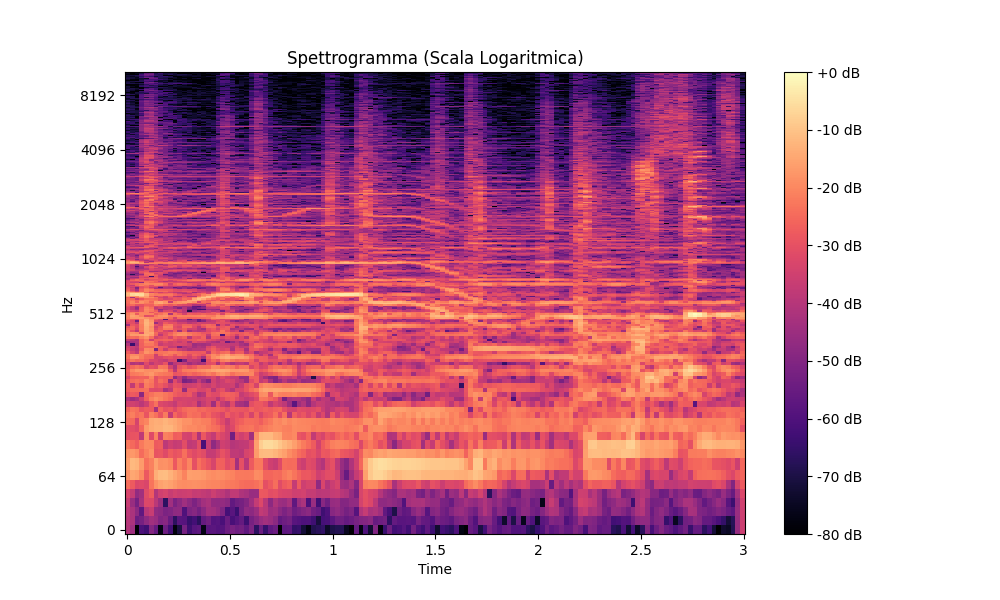 Spettrogramma (Scala Logaritmica)
Hz
8192
4096
2048
1024
512
256
128
64
0
0 0.5 1 1.5 2 2.5 3
Time
+0 dB
-10 dB
-20 dB
-30 dB
-40 dB
-50 dB
-60 dB
-70 dB
-80 dB